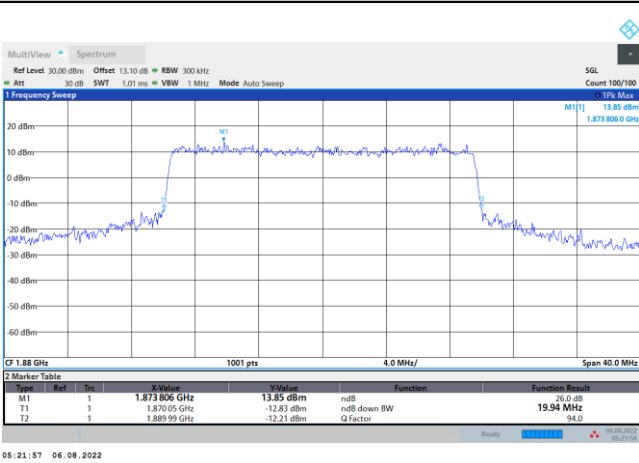 MultiView Spectrum
Ref Level 30.00 dBm Offset 13.10 dB RBW 300 kHz SGL
Att 30 dB SWT 1.01 ms VBW 1 MHz Mode Auto Sweep Count 100/100
1 Frequency Sweep 1Pk Max
M1[1] 13.85 dBm
1.873 806 0 GHz
20 dBm
M1
10 dBm
0 dBm
-10 dBm
-20 dBm
-30 dBm
-40 dBm
-50 dBm
-60 dBm
CF 1.88 GHz 1001 pts 4.0 MHz/ Span 40.0 MHz
2 Marker Table
Type Ref Trc X-Value Y-Value Function Function Result
M1 1 1.873 806 GHz 13.85 dBm ndB 26.0 dB
T1 1 1.870 05 GHz -12.83 dBm ndB down BW 19.94 MHz
T2 1 1.889 99 GHz -12.21 dBm Q Factor 94.0
Ready 06.08.2022
05:21:56
05:21:57 06.08.2022